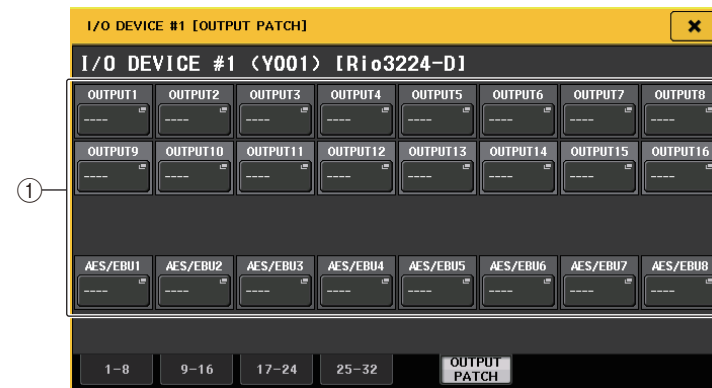 I/O DEVICE #1 [OUTPUT PATCH]
I/O DEVICE #1 (Y001) [Rio3224-D]
OUTPUT1 OUTPUT2 OUTPUT3 OUTPUT4 OUTPUT5 OUTPUT6 OUTPUT7 OUTPUT8
---- ---- ---- ---- ---- ---- ---- ----
OUTPUT9 OUTPUT10 OUTPUT11 OUTPUT12 OUTPUT13 OUTPUT14 OUTPUT15 OUTPUT16
---- ---- ---- ---- ---- ---- ---- ----
①
AES/EBU1 AES/EBU2 AES/EBU3 AES/EBU4 AES/EBU5 AES/EBU6 AES/EBU7 AES/EBU8
---- ---- ---- ---- ---- ---- ---- ----
1-8 9-16 17-24 25-32 OUTPUT
PATCH